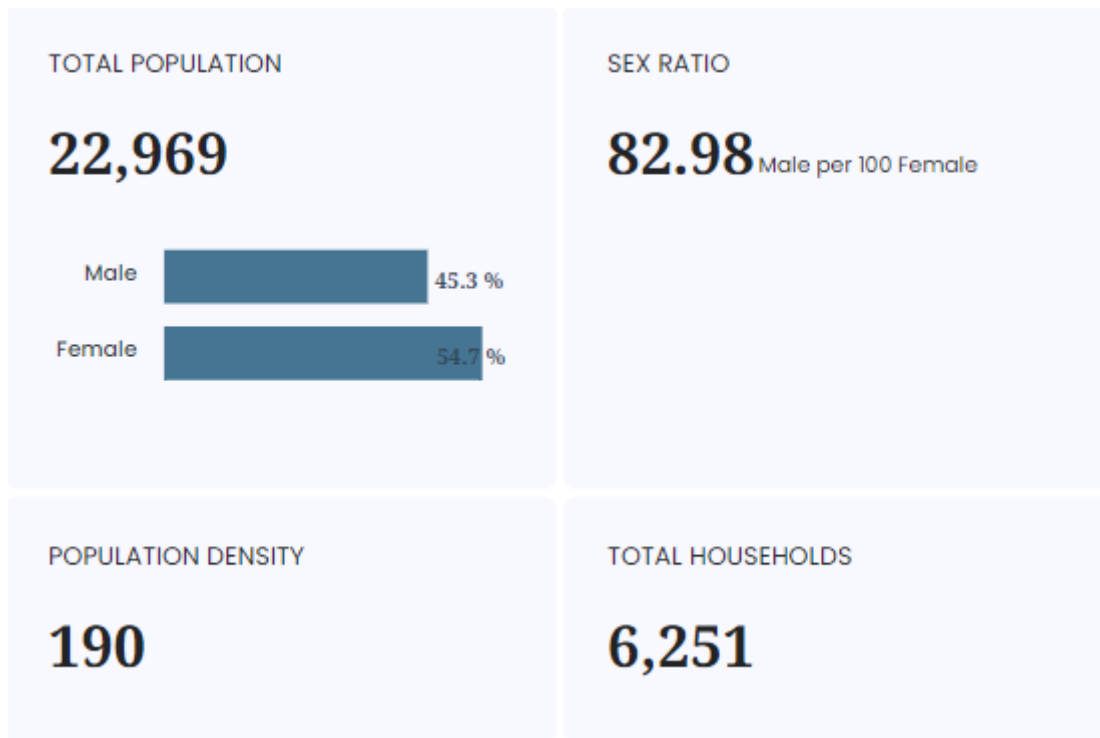 TOTAL POPULATION
22,969
Male 45.3 %
Female 54.7 %
SEX RATIO
82.98 Male per 100 Female
POPULATION DENSITY
190
TOTAL HOUSEHOLDS
6,251